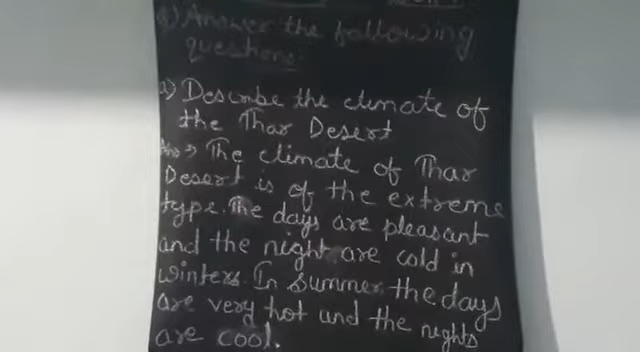 Q) Answer the following
questions:
a) Describe the climate of
the Thar Desert
Ans → The climate of Thar
Desert is of the extreme
type. The days are pleasant
and the night are cold in
winters. In summer the days
are very hot and the nights
are cool.